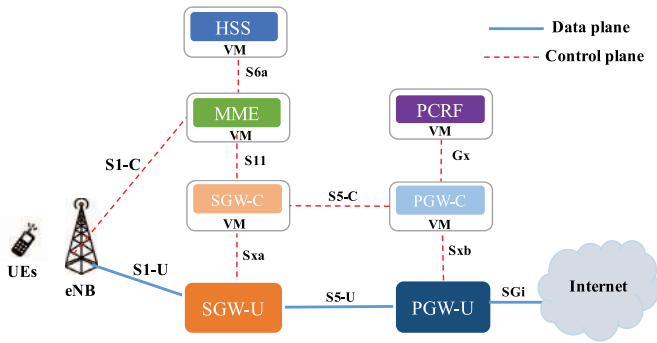 HSS
VM
Data plane
Control plane
S6a
MME
VM
PCRF
VM
S1-C
S11
Gx
SGW-C
VM
S5-C
PGW-C
VM
UEs
eNB
S1-U
Sxa
Sxb
SGW-U
S5-U
PGW-U
SGi
Internet